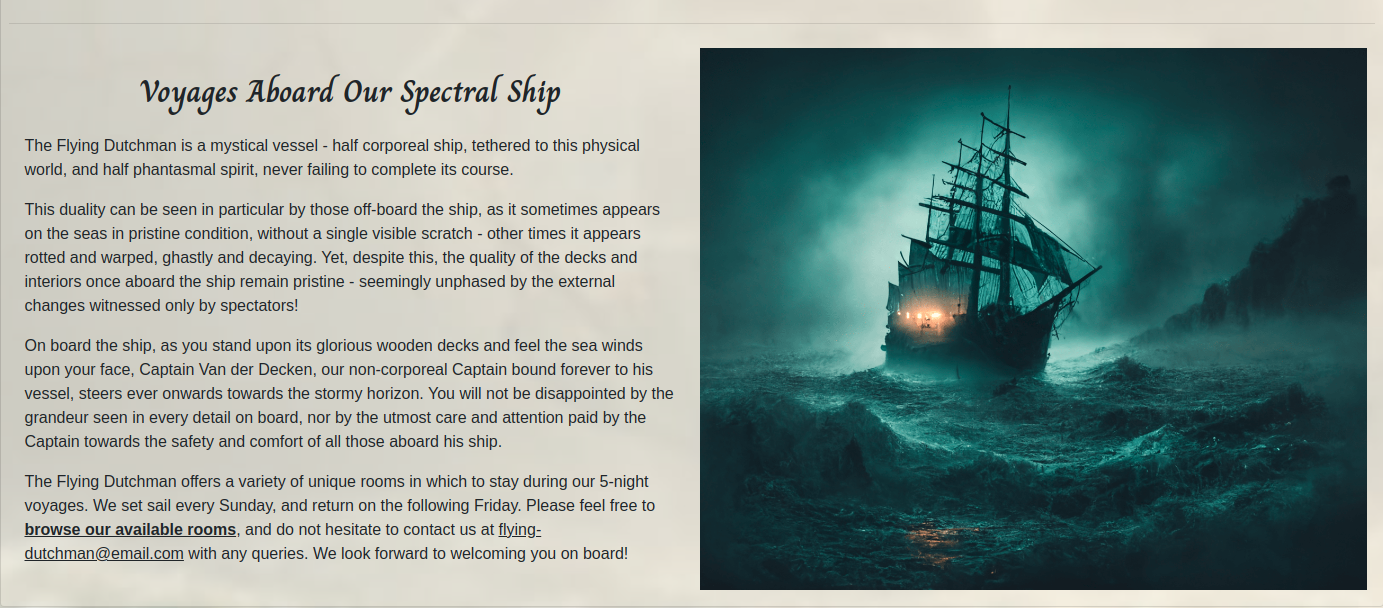 Voyages Aboard Our Spectral Ship
The Flying Dutchman is a mystical vessel - half corporeal ship, tethered to this physical
world, and half phantasmal spirit, never failing to complete its course.
This duality can be seen in particular by those off-board the ship, as it sometimes appears
on the seas in pristine condition, without a single visible scratch - other times it appears
rotted and warped, ghastly and decaying. Yet, despite this, the quality of the decks and
interiors once aboard the ship remain pristine - seemingly unphased by the external
changes witnessed only by spectators!
On board the ship, as you stand upon its glorious wooden decks and feel the sea winds
upon your face, Captain Van der Decken, our non-corporeal Captain bound forever to his
vessel, steers ever onwards towards the stormy horizon. You will not be disappointed by the
grandeur seen in every detail on board, nor by the utmost care and attention paid by the
Captain towards the safety and comfort of all those aboard his ship.
The Flying Dutchman offers a variety of unique rooms in which to stay during our 5-night
voyages. We set sail every Sunday, and return on the following Friday. Please feel free to
browse our available rooms, and do not hesitate to contact us at flying-
dutchman@email.com with any queries. We look forward to welcoming you on board!